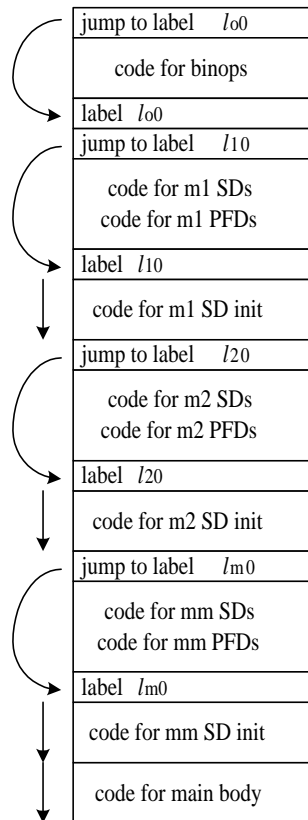 jump to label lo0
code for binops
label lo0
jump to label l10
code for m1 SDs
code for m1 PFDs
label l10
code for m1 SD init
jump to label l20
code for m2 SDs
code for m2 PFDs
label l20
code for m2 SD init
jump to label lm0
code for mm SDs
code for mm PFDs
label lm0
code for mm SD init
code for main body